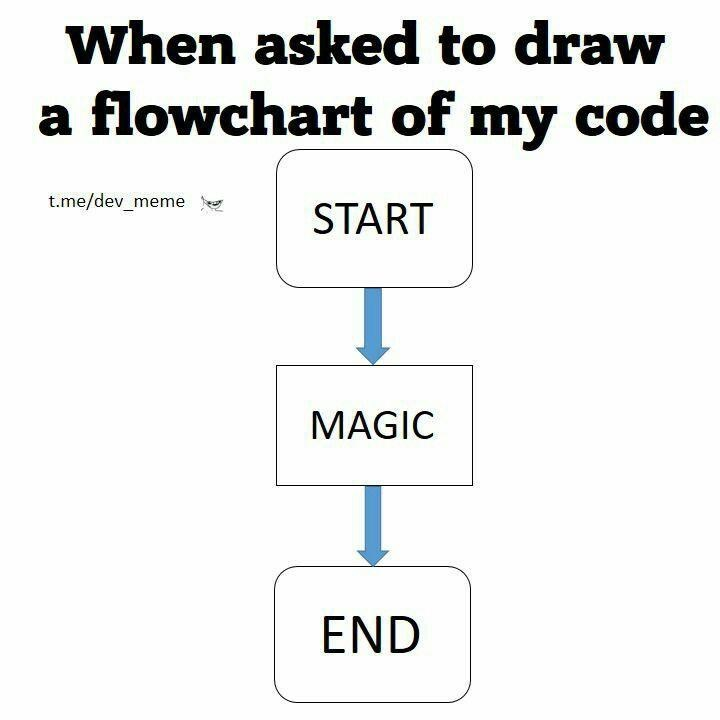 When asked to draw
a flowchart of my code
t.me/dev_meme
START
MAGIC
END